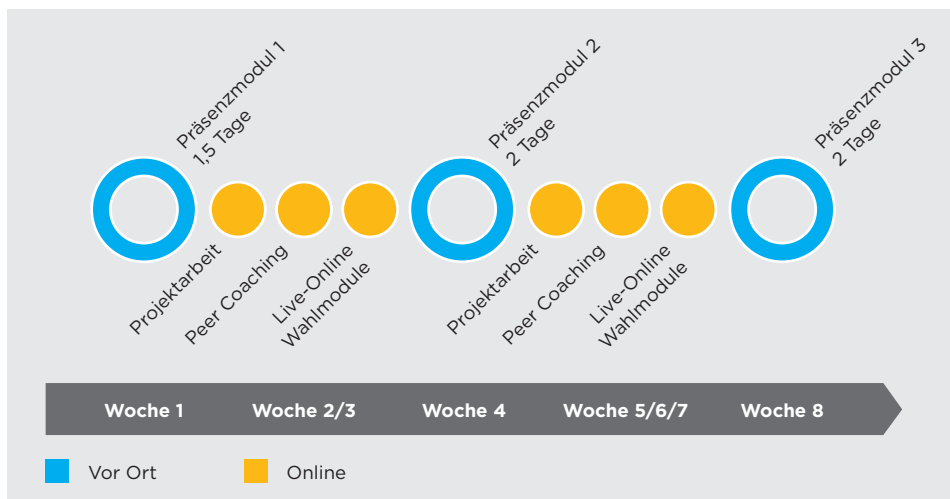 Präsenzmodul 1
1,5 Tage
Präsenzmodul 2
2 Tage
Präsenzmodul 3
2 Tage
Projektarbeit
Peer Coaching
Live-Online
Wahlmodule
Projektarbeit
Peer Coaching
Live-Online
Wahlmodule
Woche 1
Woche 2/3
Woche 4
Woche 5/6/7
Woche 8
Vor Ort
Online